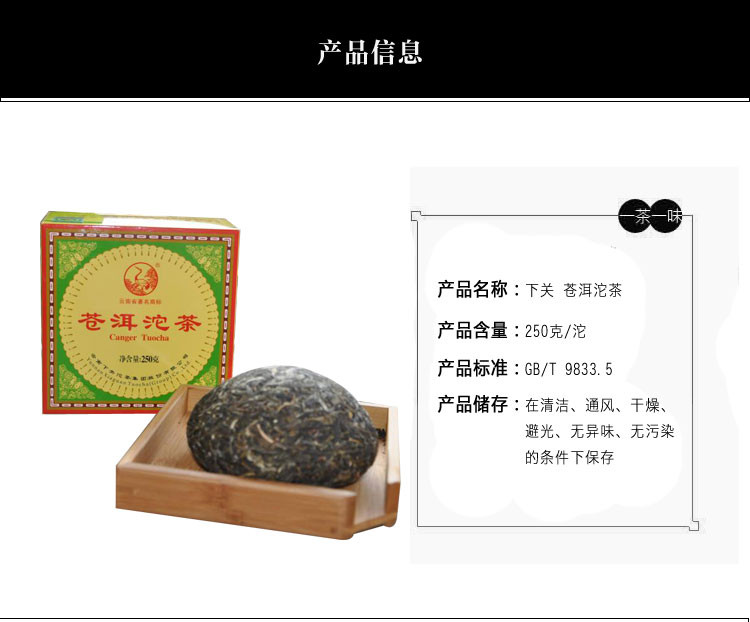 产品信息
一茶一味
产品名称：下关 苍洱沱茶
产品含量：250克/沱
产品标准：GB/T 9833.5
产品储存：在清洁、通风、干燥、
避光、无异味、无污染
的条件下保存
云南省著名商标
苍洱沱茶
Canger Tuocha
净含量:250克